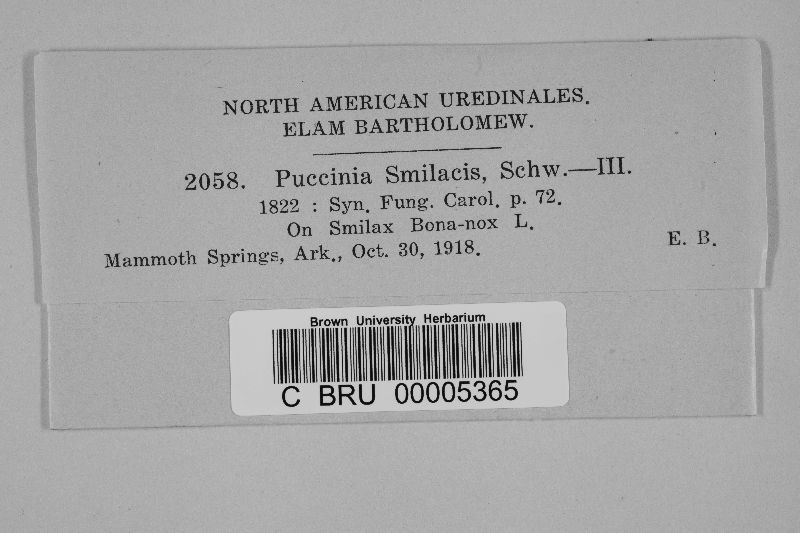 NORTH AMERICAN UREDINALES.
ELAM BARTHOLOMEW.
2058. Puccinia Smilacis, Schw.—III.
1822 : Syn. Fung. Carol. p. 72.
On Smilax Bona-nox L.
Mammoth Springs, Ark., Oct. 30, 1918. E. B.
Brown University Herbarium
C BRU 00005365